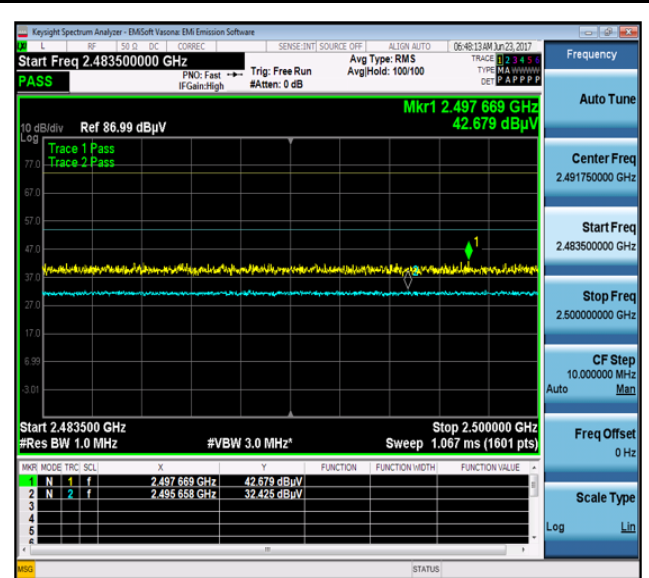 Keysight Spectrum Analyzer - EMiSoft Vasona: EMi Emission Software
L RF 50 Ω DC CORREC SENSE:INT SOURCE OFF ALIGN AUTO 06:48:13 AM Jun 23, 2017
Start Freq 2.483500000 GHz
PASS
PNO: Fast
IFGain:High
Trig: Free Run
#Atten: 0 dB
Avg Type: RMS
Avg|Hold: 100/100
TRACE 1 2 3 4 5 6
TYPE M A W W W W
DET P A P P P P
Mkr1 2.497 669 GHz
42.679 dBµV
10 dB/div Ref 86.99 dBµV
Log
Trace 1 Pass
Trace 2 Pass
77.0
67.0
57.0
47.0
37.0
27.0
17.0
6.99
-3.01
1
2
Start 2.483500 GHz Stop 2.500000 GHz
#Res BW 1.0 MHz #VBW 3.0 MHz* Sweep 1.067 ms (1601 pts)
MKR MODE TRC SCL X Y FUNCTION FUNCTION WIDTH FUNCTION VALUE
1 N 1 f 2.497 669 GHz 42.679 dBµV
2 N 2 f 2.495 658 GHz 32.425 dBµV
3
4
5
6
MSG STATUS
Frequency
Auto Tune
Center Freq
2.491750000 GHz
Start Freq
2.483500000 GHz
Stop Freq
2.500000000 GHz
CF Step
10.000000 MHz
Auto Man
Freq Offset
0 Hz
Scale Type
Log Lin